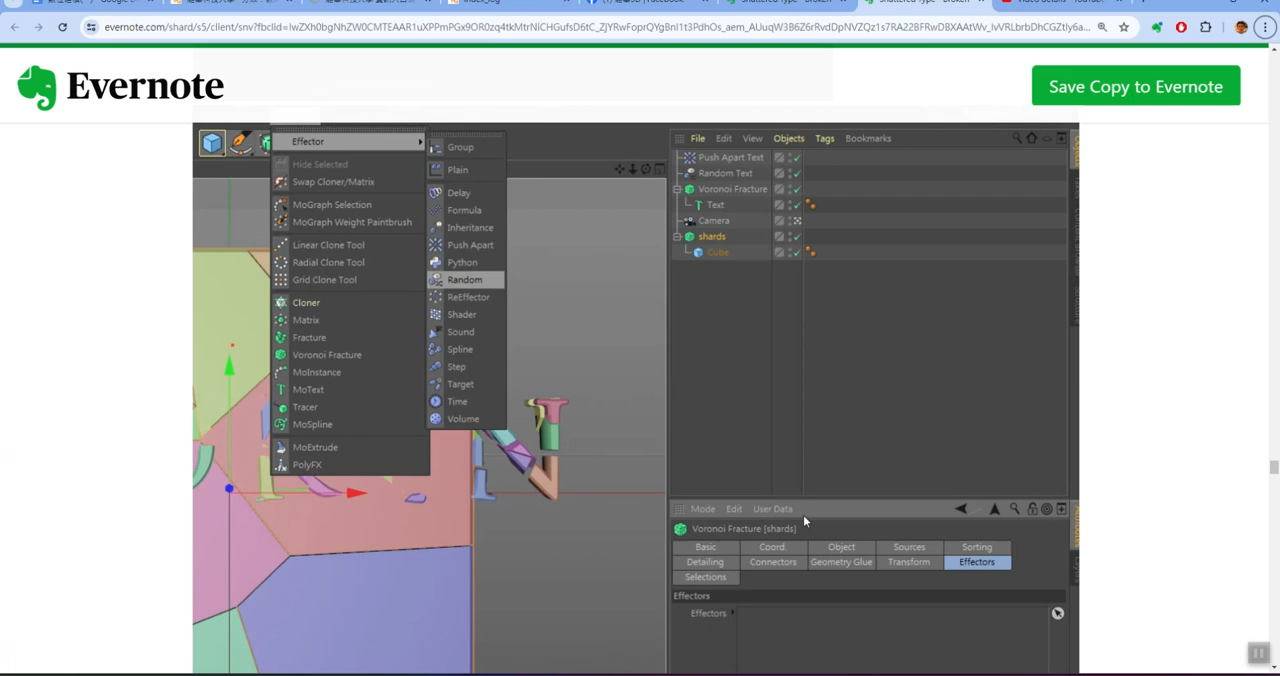 evernote.com/shard/s5/client/snv?fbclid=
Evernote
Save Copy to Evernote
Effector
Hide Selected
Swap Cloner/Matrix
MoGraph Selection
MoGraph Weight Paintbrush
Linear Clone Tool
Radial Clone Tool
Grid Clone Tool
Cloner
Matrix
Fracture
Voronoi Fracture
MoInstance
MoText
Tracer
MoSpline
MoExtrude
PolyFX
Group
Plain
Delay
Formula
Inheritance
Push Apart
Python
Random
ReEffector
Shader
Sound
Spline
Step
Target
Time
Volume
File Edit View Objects Tags Bookmarks
Push Apart Text
Random Text
Voronoi Fracture
Text
Camera
shards
Cube
Mode Edit User Data
Voronoi Fracture [shards]
Basic Coord. Object Sources Sorting
Detailing Connectors Geometry Glue Transform Effectors
Selections
Effectors
Effectors